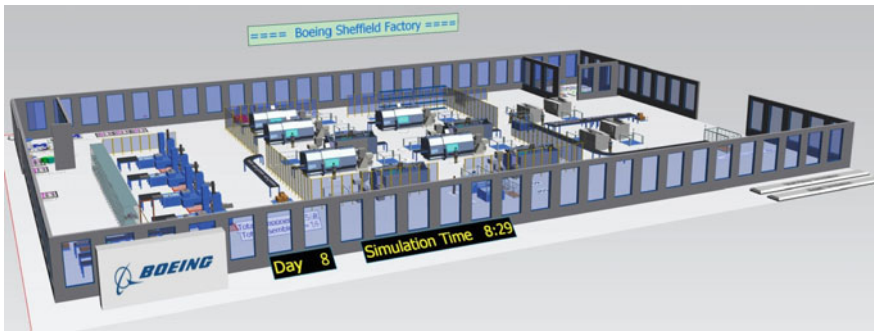 ==== Boeing Sheffield Factory ====
BOEING
Day 8
Simulation Time 8:29